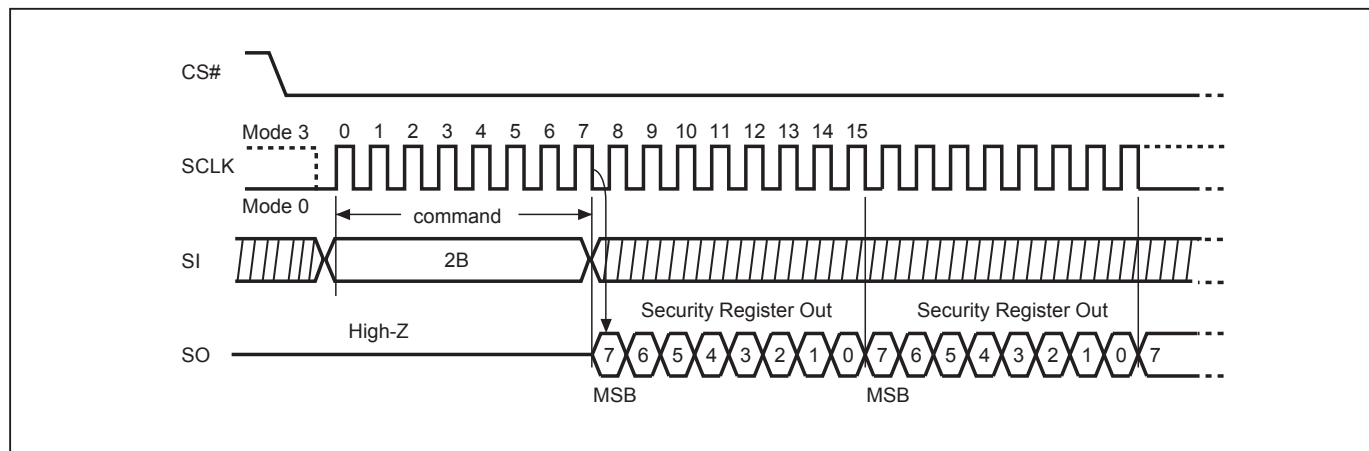 CS#
Mode 3 0 1 2 3 4 5 6 7 8 9 10 11 12 13 14 15
SCLK
Mode 0
command
SI 2B
Security Register Out Security Register Out
High-Z
SO 7 6 5 4 3 2 1 0 7 6 5 4 3 2 1 0 7
MSB MSB